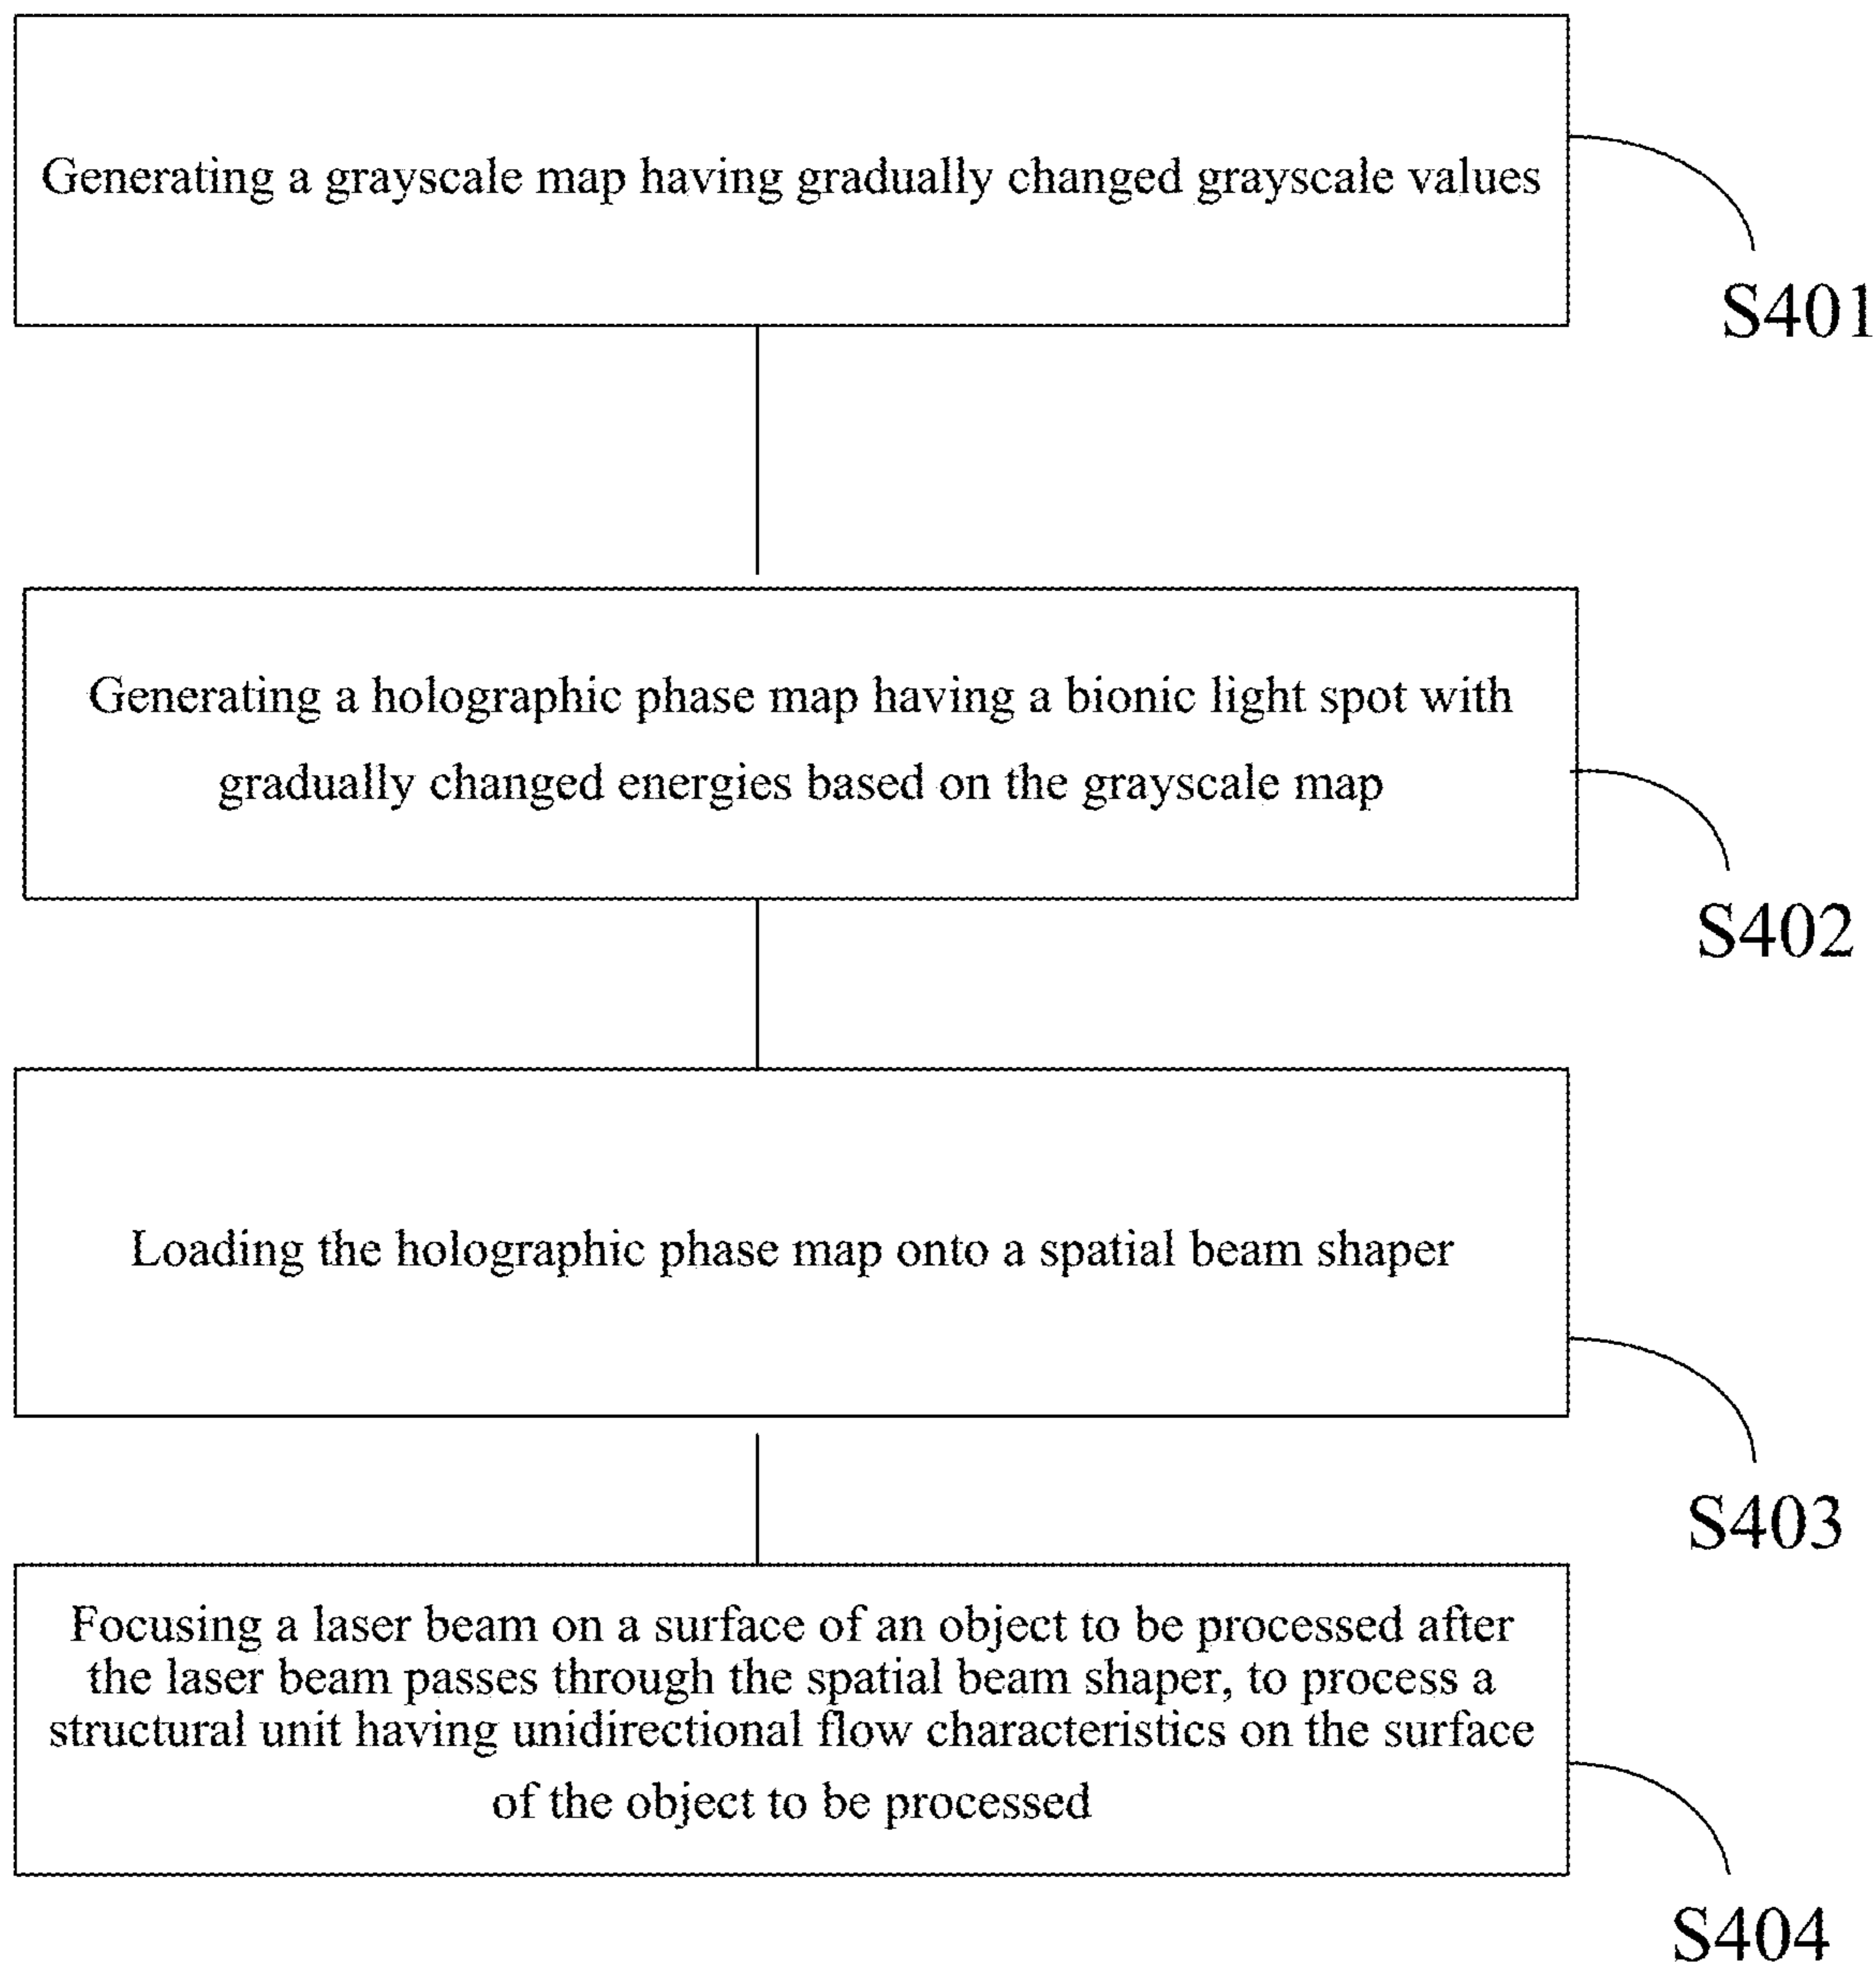 Generating a grayscale map having gradually changed grayscale values
S401
Generating a holographic phase map having a bionic light spot with
gradually changed energies based on the grayscale map
S402
Loading the holographic phase map onto a spatial beam shaper
S403
Focusing a laser beam on a surface of an object to be processed after
the laser beam passes through the spatial beam shaper, to process a
structural unit having unidirectional flow characteristics on the surface
of the object to be processed
S404